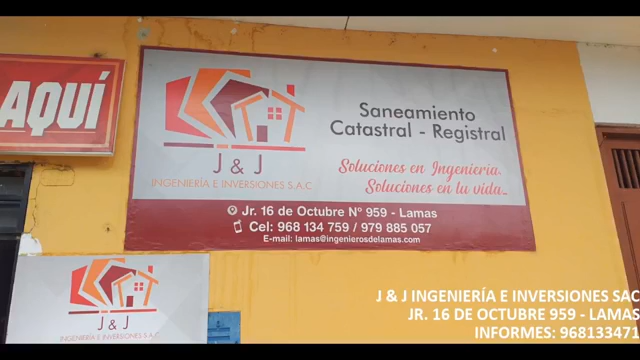 AQUÍ
J & J
INGENIERÍA E INVERSIONES S.A.C
Saneamiento
Catastral - Registral
Soluciones en Ingeniería.
Soluciones en tu vida...
Jr. 16 de Octubre N° 959 - Lamas
Cel: 968 134 759 / 979 885 057
E-mail: lamas@ingenierosdelamas.com
J & J
INGENIERÍA E INVERSIONES S.A.C
J & J INGENIERÍA E INVERSIONES SAC
JR. 16 DE OCTUBRE 959 - LAMAS
INFORMES: 968133471